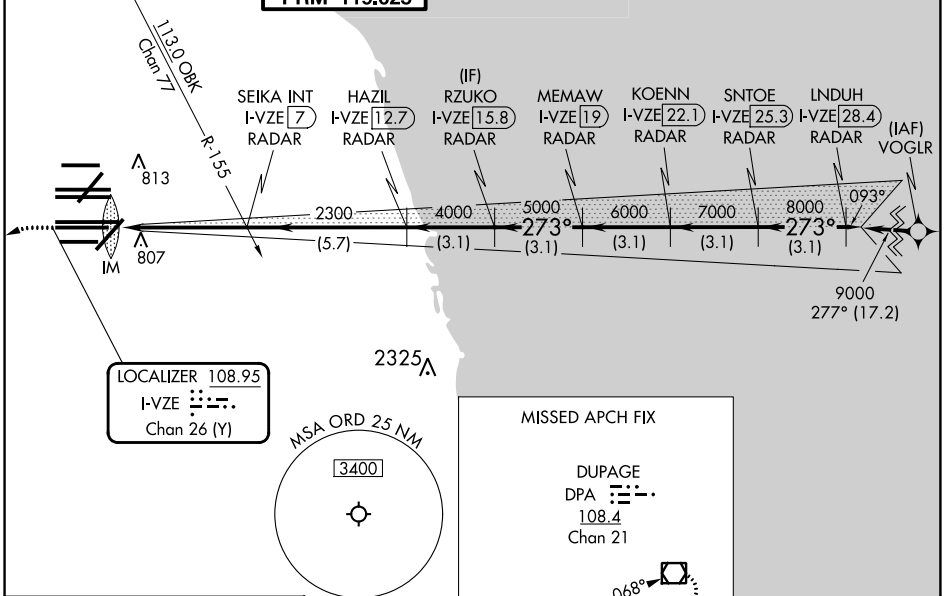 113.0 OBK
Chan 77
R-155
SEIKA INT
I-VZE 7
RADAR
HAZIL
I-VZE 12.7
RADAR
(IF)
RZUKO
I-VZE 15.8
RADAR
MEMAW
I-VZE 19
RADAR
KOENN
I-VZE 22.1
RADAR
SNTOE
I-VZE 25.3
RADAR
LNDUH
I-VZE 28.4
RADAR
(IAF)
VOGLR
813
807
IM
2300
(5.7)
4000
(3.1)
5000
273°
(3.1)
6000
(3.1)
7000
(3.1)
8000
273°
(3.1)
093°
9000
277° (17.2)
2325
LOCALIZER 108.95
I-VZE
Chan 26 (Y)
MSA ORD 25 NM
3400
MISSED APCH FIX
DUPAGE
DPA
108.4
Chan 21
068°